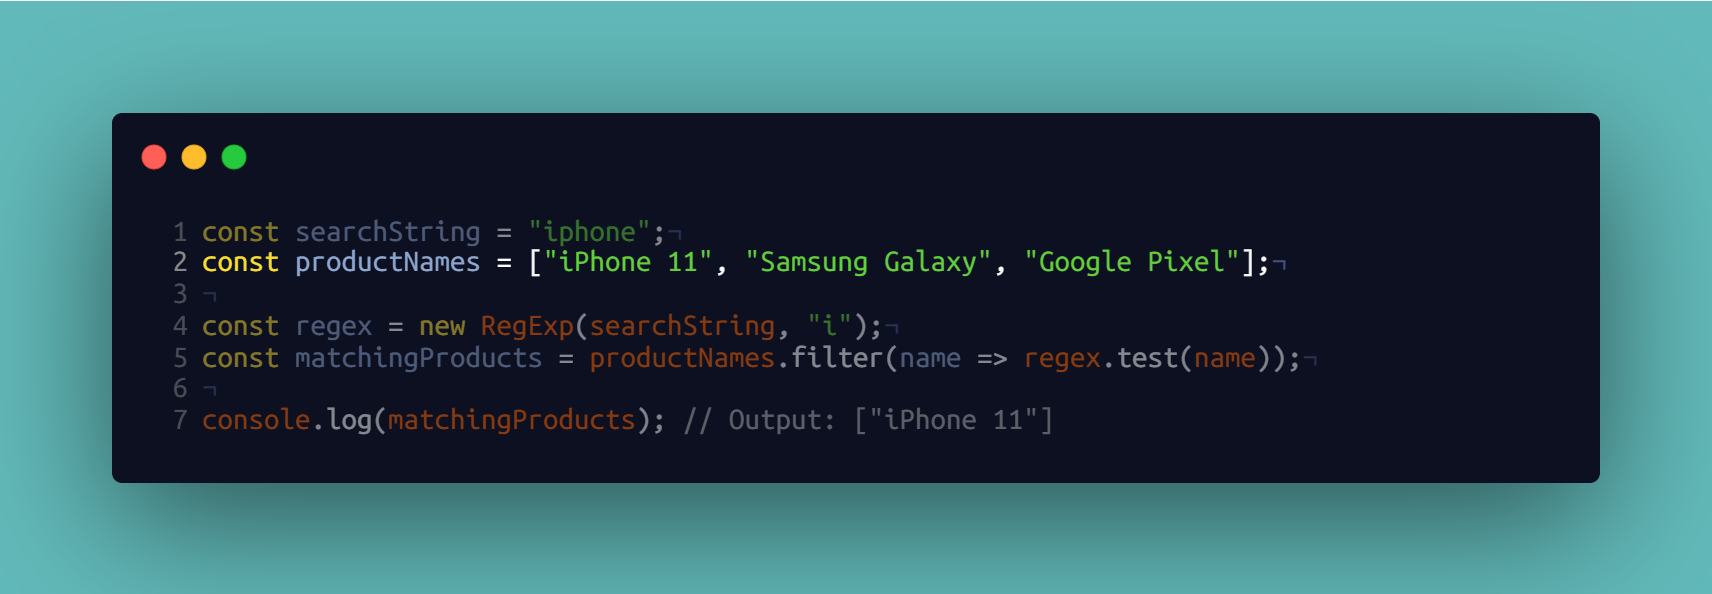 1 const searchString = "iphone";¬
2 const productNames = ["iPhone 11", "Samsung Galaxy", "Google Pixel"];¬
3 ¬
4 const regex = new RegExp(searchString, "i");¬
5 const matchingProducts = productNames.filter(name => regex.test(name));¬
6 ¬
7 console.log(matchingProducts); // Output: ["iPhone 11"]